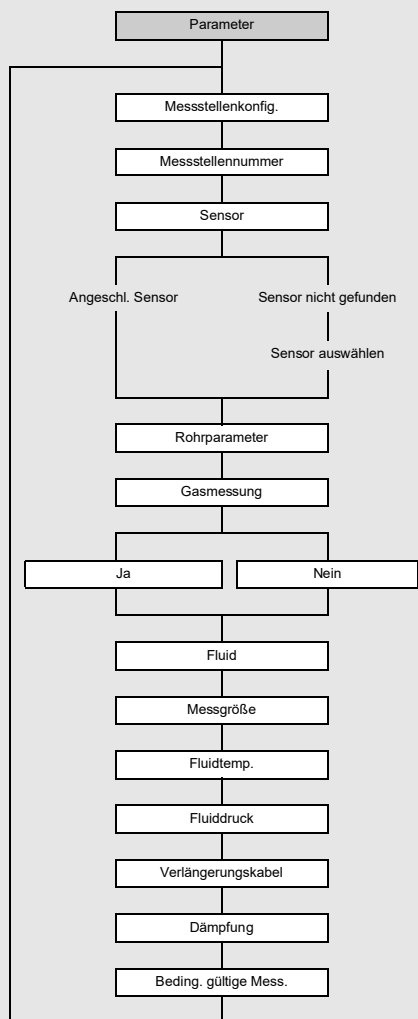 Parameter
Messstellenkonfig.
Messstellennummer
Sensor
Angeschl. Sensor
Sensor nicht gefunden
Sensor auswählen
Rohrparameter
Gasmessung
Ja
Nein
Fluid
Messgröße
Fluidtemp.
Fluiddruck
Verlängerungskabel
Dämpfung
Beding. gültige Mess.